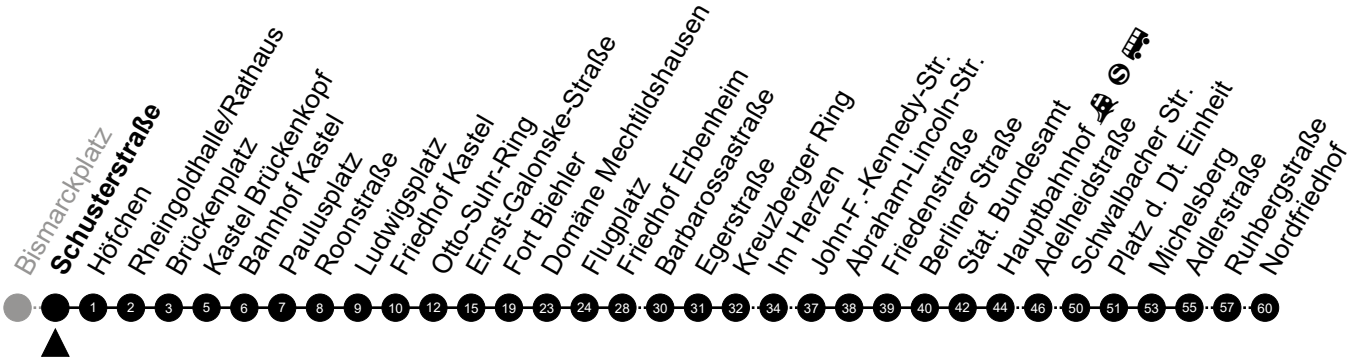 Bismarckplatz
Schusterstraße
Höfchen
Rheingoldhalle/Rathaus
Brückenplatz
Kastel Brückenkopf
Bahnhof Kastel
Paulusplatz
Roonstraße
Ludwigsplatz
Friedhof Kastel
Otto-Suhr-Ring
Ernst-Galonske-Straße
Fort Biehler
Domäne Mechtildshausen
Flugplatz
Friedhof Erbenheim
Barbarossastraße
Egerstraße
Kreuzberger Ring
Im Herzen
John-F.-Kennedy-Str.
Abraham-Lincoln-Str.
Friedenstraße
Berliner Straße
Stat. Bundesamt
Hauptbahnhof S
Adelheidstraße
Schwalbacher Str.
Platz d. Dt. Einheit
Michelsberg
Adlerstraße
Ruhbergstraße
Nordfriedhof
1 2 3 5 6 7 8 9 10 12 15 19 23 24 28 30 31 32 34 37 38 39 40 42 44 46 50 51 53 55 57 60